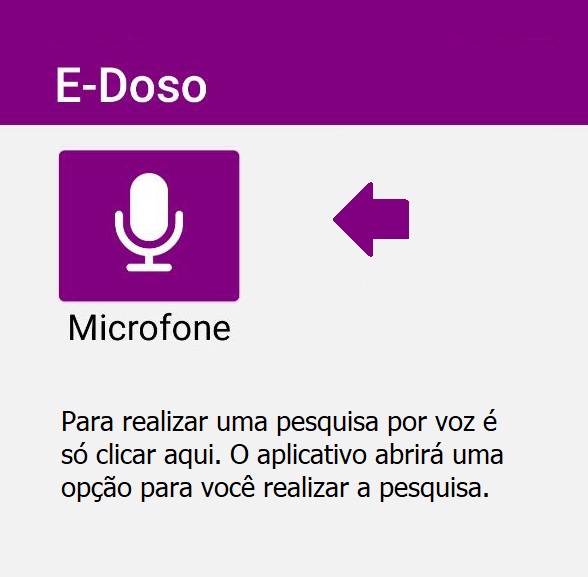 E-Doso
Microfone
Para realizar uma pesquisa por voz é
só clicar aqui. O aplicativo abrirá uma
opção para você realizar a pesquisa.